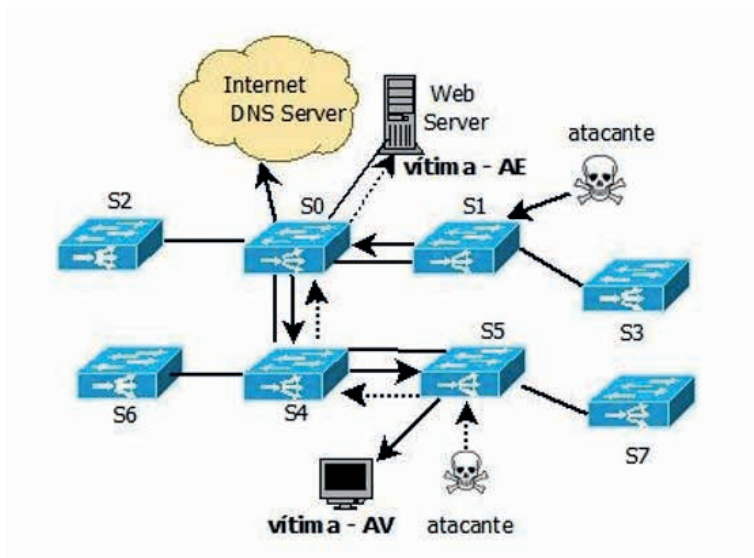 Internet
DNS Server
Web
Server
atacante
vítima - AE
S2
S0
S1
S3
S5
S6
S4
S7
vítima - AV
atacante